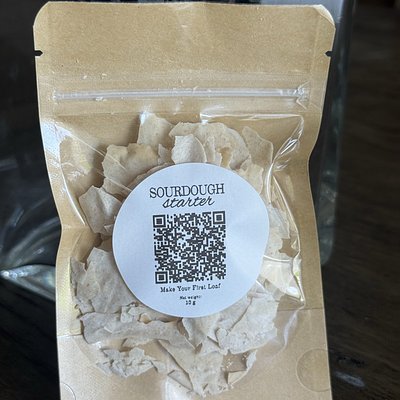 SOURDOUGH
starter
Make Your First Loaf
Net weight:
10 g